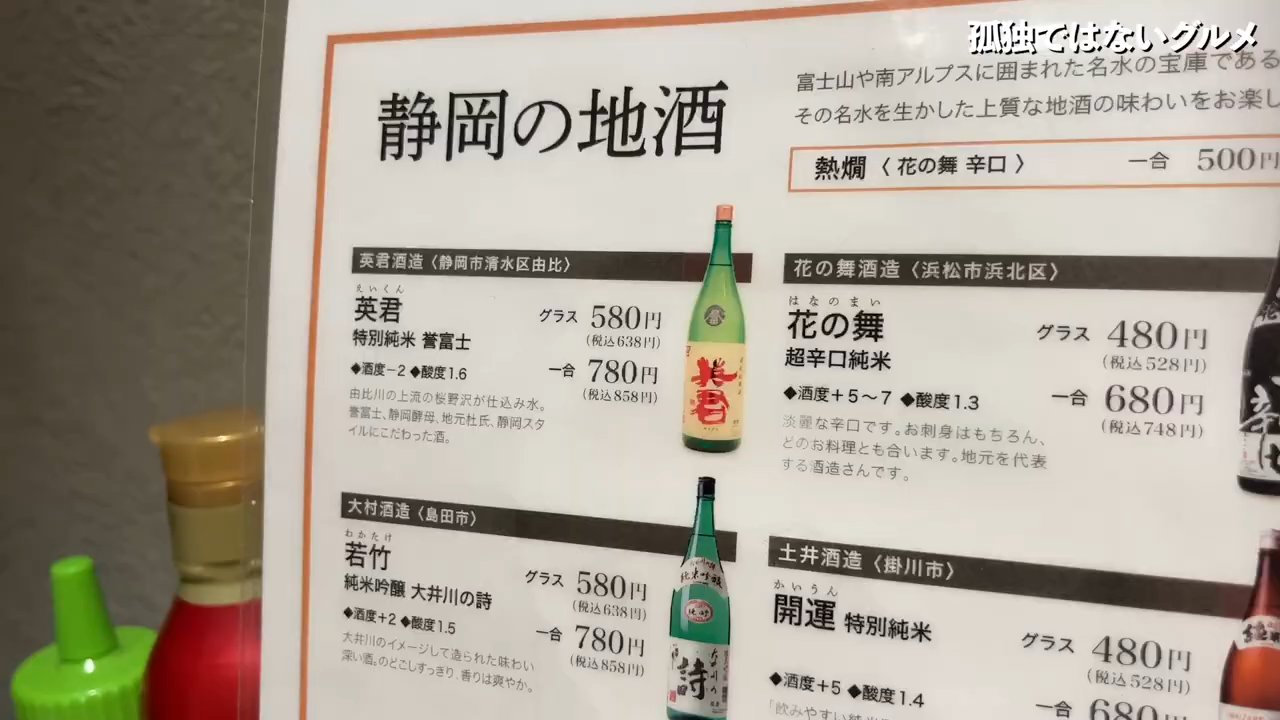 孤独ではないグルメ
静岡の地酒
富士山や南アルプスに囲まれた名水の宝庫である
その名水を生かした上質な地酒の味わいをお楽し
熱燗〈花の舞 辛口〉 一合 500円
英君酒造〈静岡市清水区由比〉
えいくん
英君
特別純米 誉富士
グラス 580円
(税込638円)
◆酒度−2 ◆酸度1.6
一合 780円
(税込858円)
由比川の上流の桜野沢が仕込み水。
誉富士、静岡酵母、地元杜氏、静岡スタ
イルにこだわった酒。
英君
花の舞酒造〈浜松市浜北区〉
はなのまい
花の舞
超辛口純米
グラス 480円
(税込528円)
◆酒度+5〜7 ◆酸度1.3
一合 680円
(税込748円)
淡麗な辛口です。お刺身はもちろん、
どのお料理とも合います。地元を代表
する酒造さんです。
大村酒造〈島田市〉
わかたけ
若竹
純米吟醸 大井川の詩
グラス 580円
(税込638円)
◆酒度+2 ◆酸度1.5
一合 780円
(税込858円)
大井川のイメージして造られた味わい
深い酒。のどごしすっきり、香りは爽やか。
純米吟醸
大井川の
詩
土井酒造〈掛川市〉
かいうん
開運 特別純米
グラス 480円
(税込528円)
◆酒度+5 ◆酸度1.4
一合 680
「飲みやすい純米